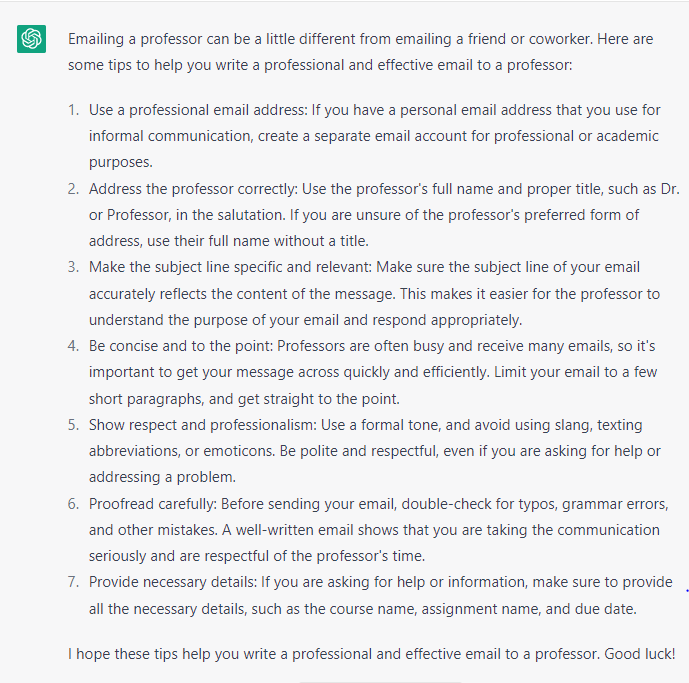 Emailing a professor can be a little different from emailing a friend or coworker. Here are
some tips to help you write a professional and effective email to a professor:
1. Use a professional email address: If you have a personal email address that you use for
informal communication, create a separate email account for professional or academic
purposes.
2. Address the professor correctly: Use the professor's full name and proper title, such as Dr.
or Professor, in the salutation. If you are unsure of the professor's preferred form of
address, use their full name without a title.
3. Make the subject line specific and relevant: Make sure the subject line of your email
accurately reflects the content of the message. This makes it easier for the professor to
understand the purpose of your email and respond appropriately.
4. Be concise and to the point: Professors are often busy and receive many emails, so it's
important to get your message across quickly and efficiently. Limit your email to a few
short paragraphs, and get straight to the point.
5. Show respect and professionalism: Use a formal tone, and avoid using slang, texting
abbreviations, or emoticons. Be polite and respectful, even if you are asking for help or
addressing a problem.
6. Proofread carefully: Before sending your email, double-check for typos, grammar errors,
and other mistakes. A well-written email shows that you are taking the communication
seriously and are respectful of the professor's time.
7. Provide necessary details: If you are asking for help or information, make sure to provide
all the necessary details, such as the course name, assignment name, and due date.
I hope these tips help you write a professional and effective email to a professor. Good luck!